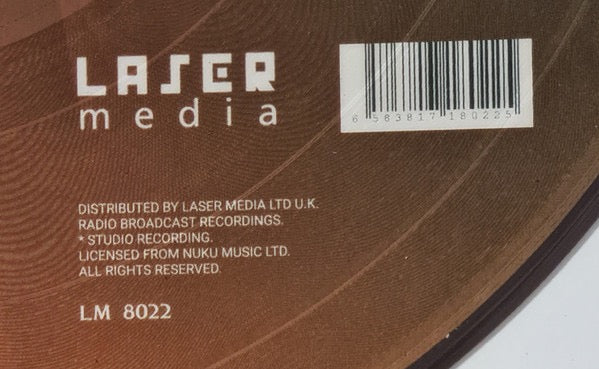 LASER
media
6 583817 180225
DISTRIBUTED BY LASER MEDIA LTD U.K.
RADIO BROADCAST RECORDINGS.
* STUDIO RECORDING.
LICENSED FROM NUKU MUSIC LTD.
ALL RIGHTS RESERVED.
LM 8022